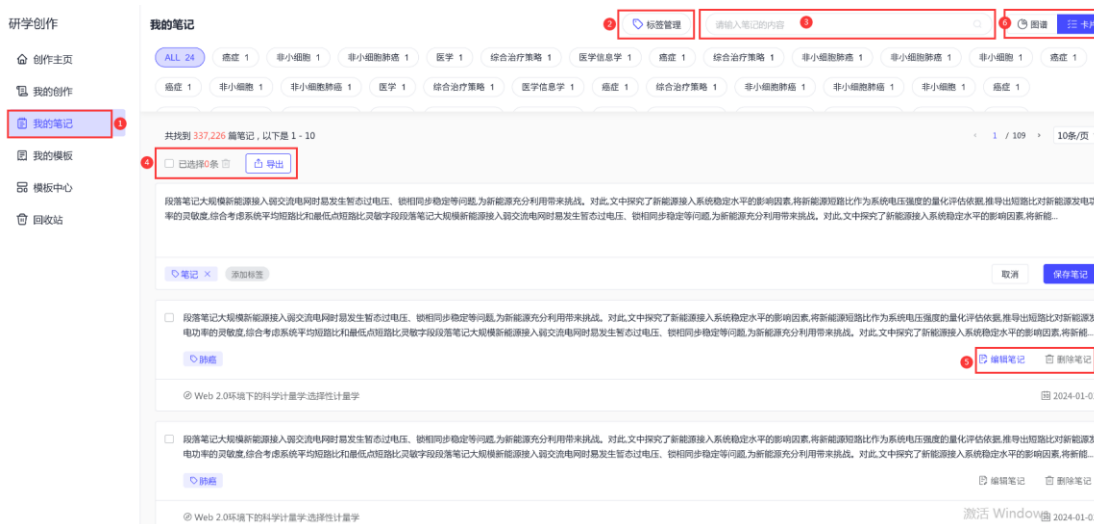 研学创作
我的笔记
2 标签管理
请输入笔记的内容 3
6 图谱 卡片
创作主页
我的创作
我的笔记 1
我的模板
模板中心
回收站
ALL 24 癌症 1 非小细胞 1 非小细胞肺癌 1 医学 1 综合治疗策略 1 医学信息学 1 癌症 1 综合治疗策略 1 非小细胞肺癌 1 非小细胞肺癌 1 非小细胞 1 癌症 1
癌症 1 非小细胞 1 非小细胞肺癌 1 医学 1 综合治疗策略 1 医学信息学 1 癌症 1 综合治疗策略 1 非小细胞肺癌 1 非小细胞肺癌 1 非小细胞 1 癌症 1
共找到 337,226 篇笔记，以下是 1 - 10
‹ 1 / 109 › 10条/页
4 已选择0条 导出
段落笔记大规模新能源接入弱交流电网时易发生暂态过电压、锁相同步稳定等问题,为新能源充分利用带来挑战。对此,文中探究了新能源接入系统稳定水平的影响因素,将新能源短路比作为系统电压强度的量化评估依据,推导出短路比对新能源发电功
率的灵敏度,综合考虑系统平均短路比和最低点短路比灵敏字段段落笔记大规模新能源接入弱交流电网时易发生暂态过电压、锁相同步稳定等问题,为新能源充分利用带来挑战。对此,文中探究了新能源接入系统稳定水平的影响因素,将新能...
笔记 × 添加标签 取消 保存笔记
段落笔记大规模新能源接入弱交流电网时易发生暂态过电压、锁相同步稳定等问题,为新能源充分利用带来挑战。对此,文中探究了新能源接入系统稳定水平的影响因素,将新能源短路比作为系统电压强度的量化评估依据,推导出短路比对新能源发
电功率的灵敏度,综合考虑系统平均短路比和最低点短路比灵敏字段段落笔记大规模新能源接入弱交流电网时易发生暂态过电压、锁相同步稳定等问题,为新能源充分利用带来挑战。对此,文中探究了新能源接入系统稳定水平的影响因素,将新能...
肺癌 5 编辑笔记 删除笔记
Web 2.0环境下的科学计量学:选择性计量学 2024-01-0
段落笔记大规模新能源接入弱交流电网时易发生暂态过电压、锁相同步稳定等问题,为新能源充分利用带来挑战。对此,文中探究了新能源接入系统稳定水平的影响因素,将新能源短路比作为系统电压强度的量化评估依据,推导出短路比对新能源发
电功率的灵敏度,综合考虑系统平均短路比和最低点短路比灵敏字段段落笔记大规模新能源接入弱交流电网时易发生暂态过电压、锁相同步稳定等问题,为新能源充分利用带来挑战。对此,文中探究了新能源接入系统稳定水平的影响因素,将新能...
肺癌 编辑笔记 删除笔记
Web 2.0环境下的科学计量学:选择性计量学 2024-01-0
激活 Window